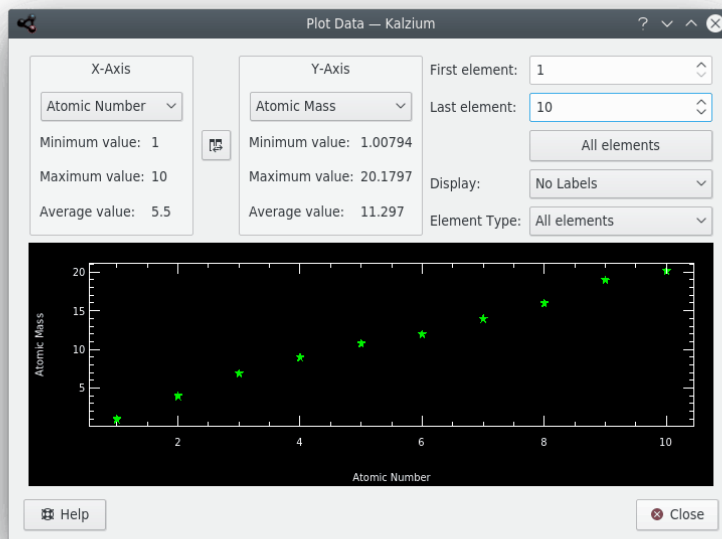 Plot Data — Kalzium
X-Axis
Atomic Number
Minimum value: 1
Maximum value: 10
Average value: 5.5
Y-Axis
Atomic Mass
Minimum value: 1.00794
Maximum value: 20.1797
Average value: 11.297
First element: 1
Last element: 10
All elements
Display: No Labels
Element Type: All elements
Atomic Mass
20
15
10
5
2 4 6 8 10
Atomic Number
Help
Close